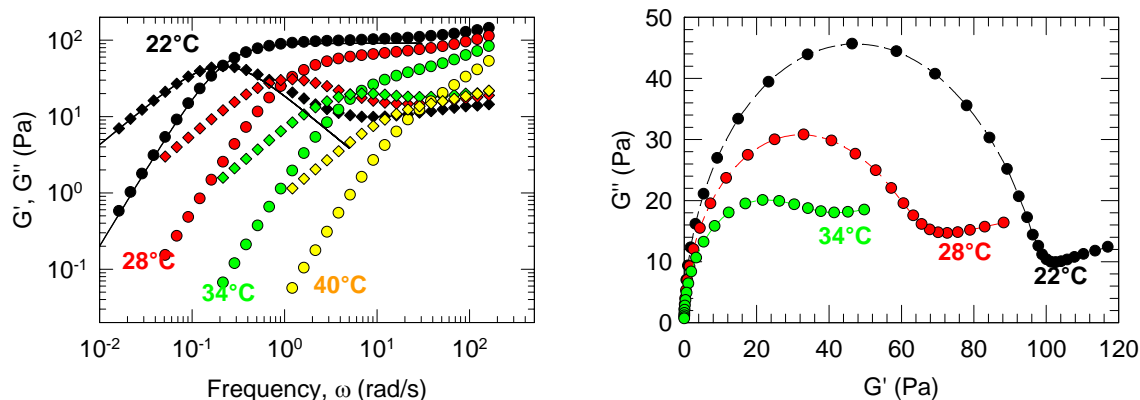 10²
10¹
10⁰
10⁻¹
G', G'' (Pa)
22°C
28°C
34°C
40°C
10⁻² 10⁻¹ 10⁰ 10¹ 10²
Frequency, ω (rad/s)
50
40
30
20
10
0
G'' (Pa)
34°C
28°C
22°C
0 20 40 60 80 100 120
G' (Pa)